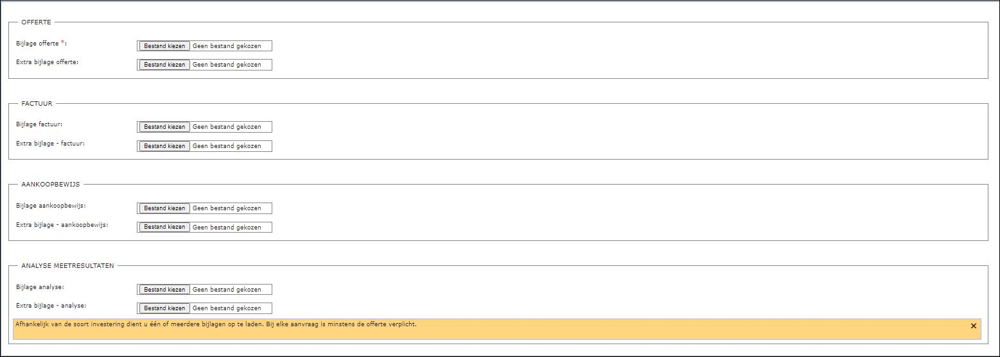 OFFERTE
Bijlage offerte *:
Bestand kiezen Geen bestand gekozen
Extra bijlage offerte:
Bestand kiezen Geen bestand gekozen
FACTUUR
Bijlage factuur:
Bestand kiezen Geen bestand gekozen
Extra bijlage - factuur:
Bestand kiezen Geen bestand gekozen
AANKOOPBEWIJS
Bijlage aankoopbewijs:
Bestand kiezen Geen bestand gekozen
Extra bijlage - aankoopbewijs:
Bestand kiezen Geen bestand gekozen
ANALYSE MEETRESULTATEN
Bijlage analyse:
Bestand kiezen Geen bestand gekozen
Extra bijlage - analyse:
Bestand kiezen Geen bestand gekozen
Afhankelijk van de soort investering dient u één of meerdere bijlagen op te laden. Bij elke aanvraag is minstens de offerte verplicht.